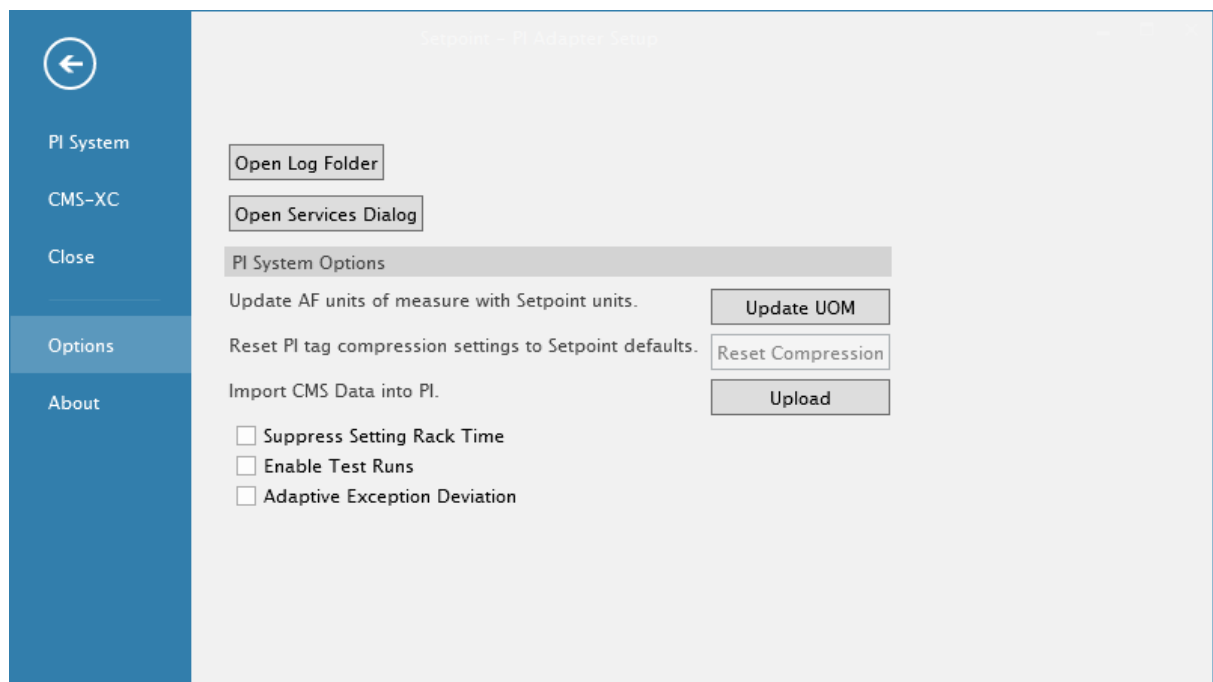 Setpoint - PI Adapter Setup
PI System
CMS-XC
Close
Options
About
Open Log Folder
Open Services Dialog
PI System Options
Update AF units of measure with Setpoint units.
Update UOM
Reset PI tag compression settings to Setpoint defaults.
Reset Compression
Import CMS Data into PI.
Upload
Suppress Setting Rack Time
Enable Test Runs
Adaptive Exception Deviation